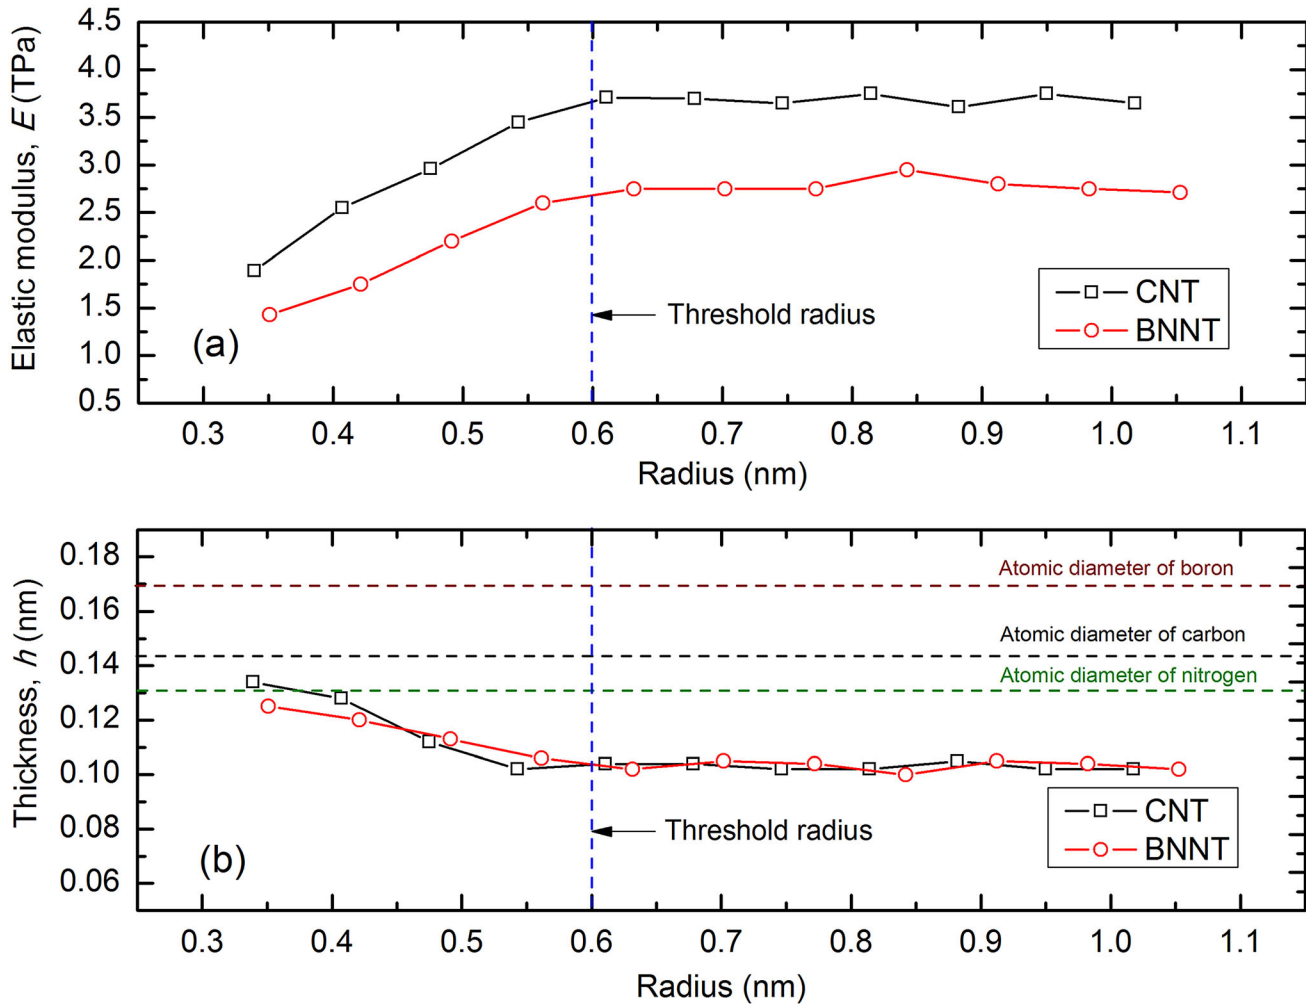 Elastic modulus, E (TPa)
4.5
4.0
3.5
3.0
2.5
2.0
1.5
1.0
0.5
(a)
Threshold radius
CNT
BNNT
0.3 0.4 0.5 0.6 0.7 0.8 0.9 1.0 1.1
Radius (nm)
Thickness, h (nm)
0.18
0.16
0.14
0.12
0.10
0.08
0.06
Atomic diameter of boron
Atomic diameter of carbon
Atomic diameter of nitrogen
(b)
Threshold radius
CNT
BNNT
0.3 0.4 0.5 0.6 0.7 0.8 0.9 1.0 1.1
Radius (nm)